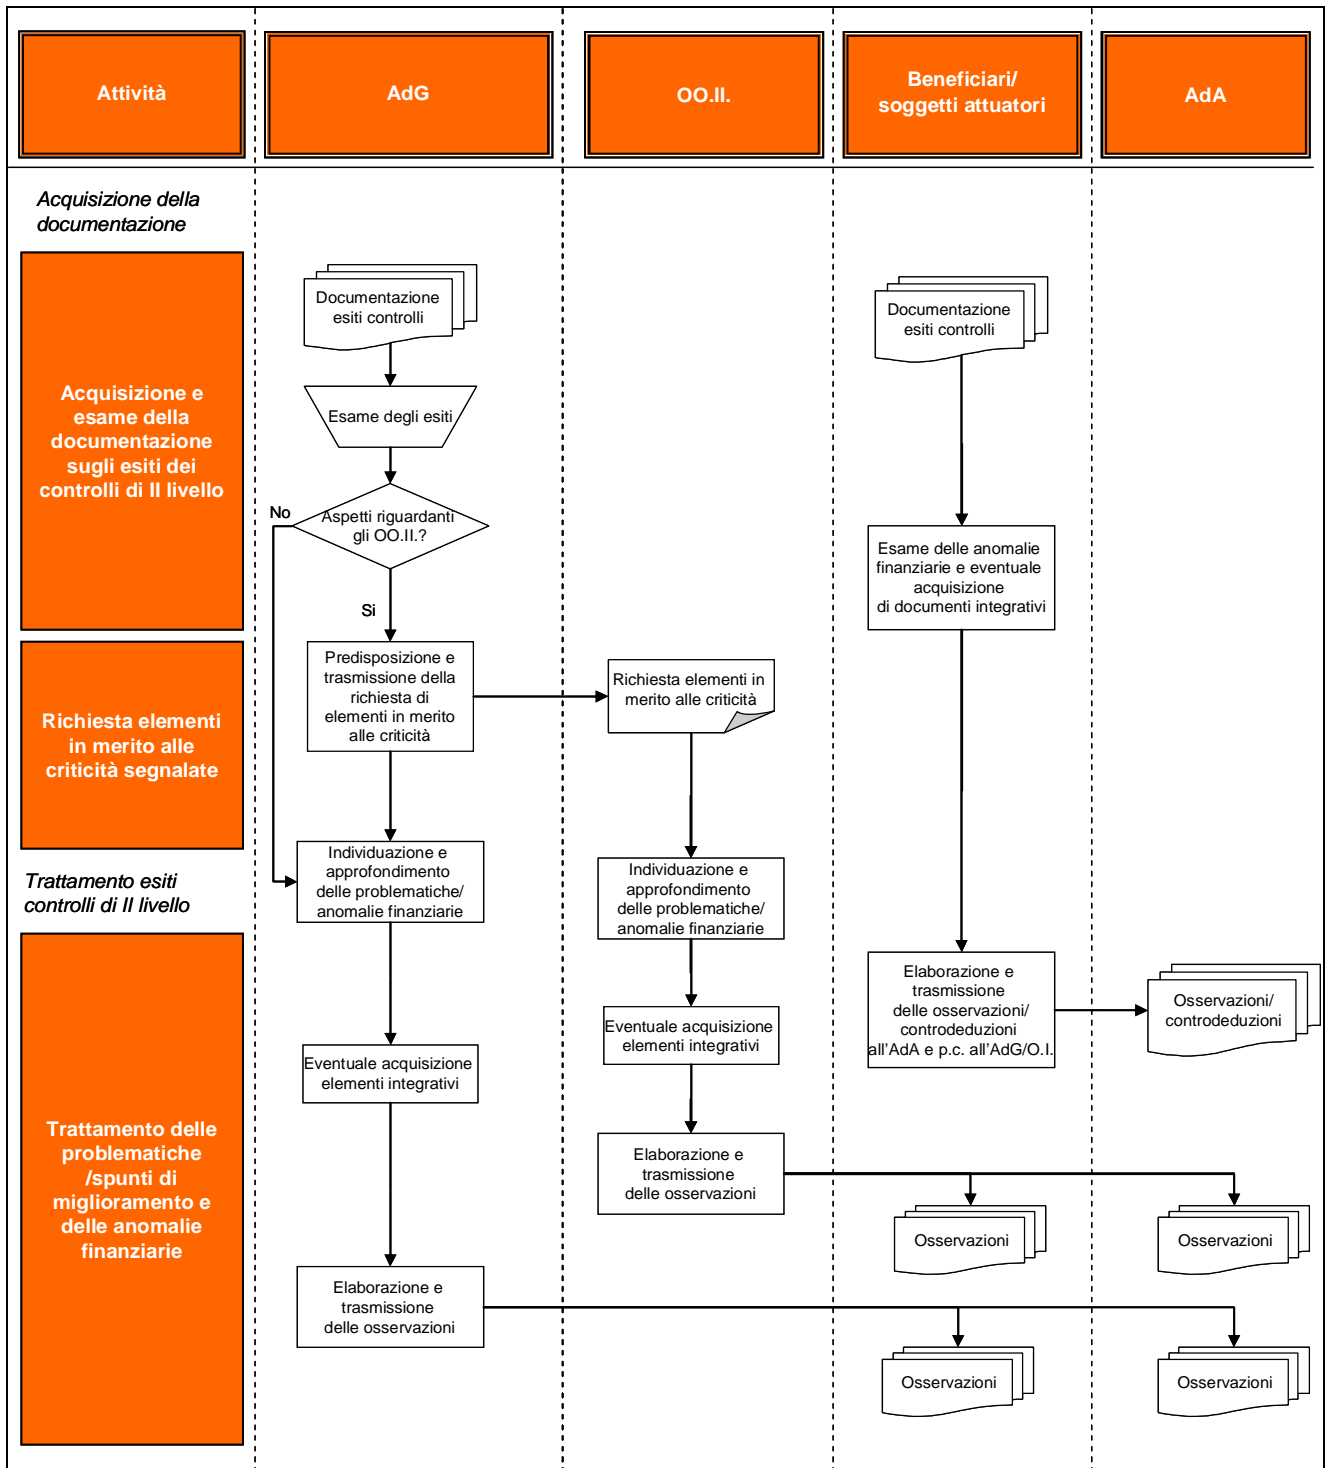 Attività
AdG
OO.II.
Beneficiari/
soggetti attuatori
AdA
Acquisizione della
documentazione
Acquisizione e
esame della
documentazione
sugli esiti dei
controlli di II livello
Documentazione
esiti controlli
Documentazione
esiti controlli
Esame degli esiti
No
Aspetti riguardanti
gli OO.II.?
Si
Esame delle anomalie
finanziarie e eventuale
acquisizione
di documenti integrativi
Richiesta elementi
in merito alle
criticità segnalate
Predisposizione e
trasmissione della
richiesta di
elementi in merito
alle criticità
Richiesta elementi in
merito alle criticità
Individuazione e
approfondimento
delle problematiche/
anomalie finanziarie
Individuazione e
approfondimento
delle problematiche/
anomalie finanziarie
Trattamento esiti
controlli di II livello
Trattamento delle
problematiche
/spunti di
miglioramento e
delle anomalie
finanziarie
Elaborazione e
trasmissione
delle osservazioni/
controdeduzioni
all'AdA e p.c. all'AdG/O.I.
Osservazioni/
controdeduzioni
Eventuale acquisizione
elementi integrativi
Eventuale acquisizione
elementi integrativi
Elaborazione e
trasmissione
delle osservazioni
Osservazioni
Osservazioni
Elaborazione e
trasmissione
delle osservazioni
Osservazioni
Osservazioni